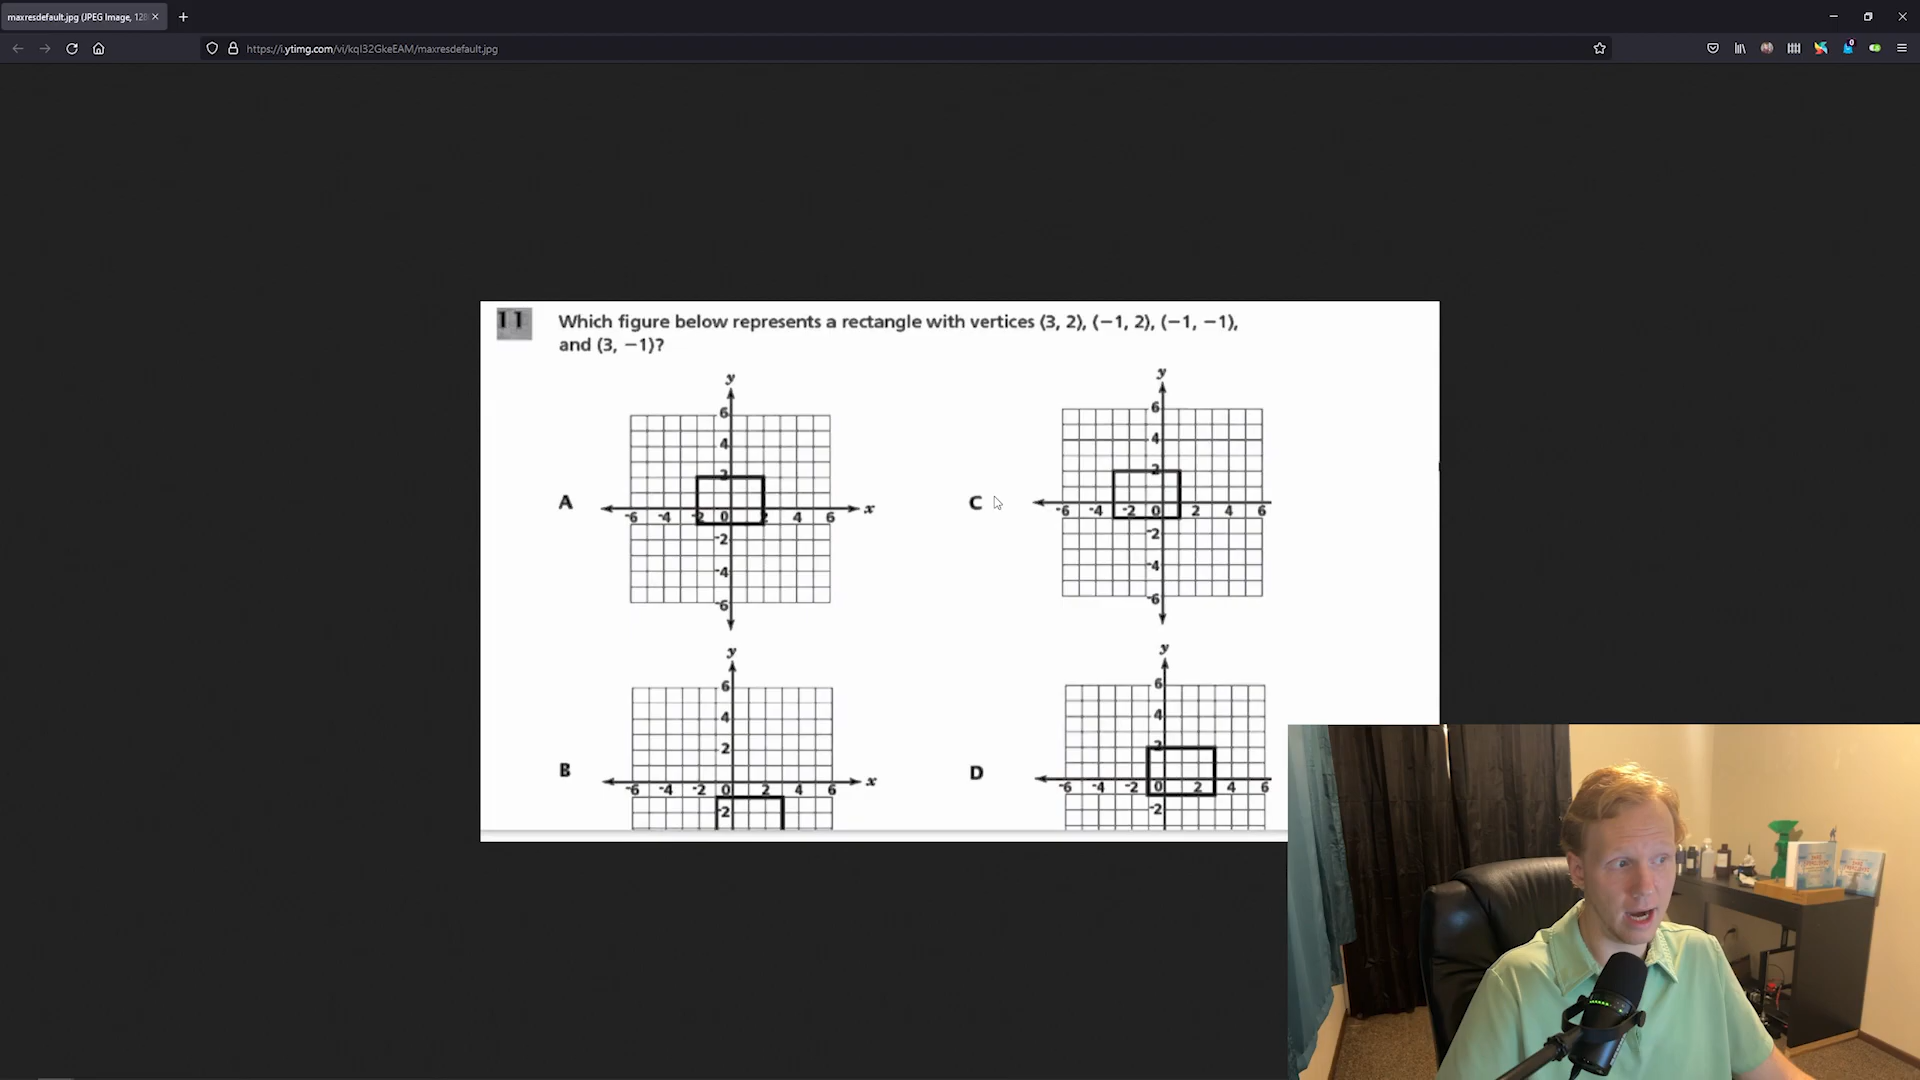 maxresdefault.jpg (JPEG Image, 128
https://i.ytimg.com/vi/kqI32GkeEAM/maxresdefault.jpg
0
11 Which figure below represents a rectangle with vertices (3, 2), (−1, 2), (−1, −1),
and (3, −1)?
A
y
6
4
2
-6 -4 -2 0 2 4 6 x
-2
-4
-6
C
y
6
4
2
-6 -4 -2 0 2 4 6
-2
-4
-6
B
y
6
4
2
-6 -4 -2 0 2 4 6 x
-2
D
y
6
4
2
-6 -4 -2 0 2 4 6
-2